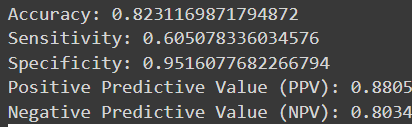 Accuracy: 0.8231169871794872
Sensitivity: 0.605078336034576
Specificity: 0.9516077682266794
Positive Predictive Value (PPV): 0.8805
Negative Predictive Value (NPV): 0.8034